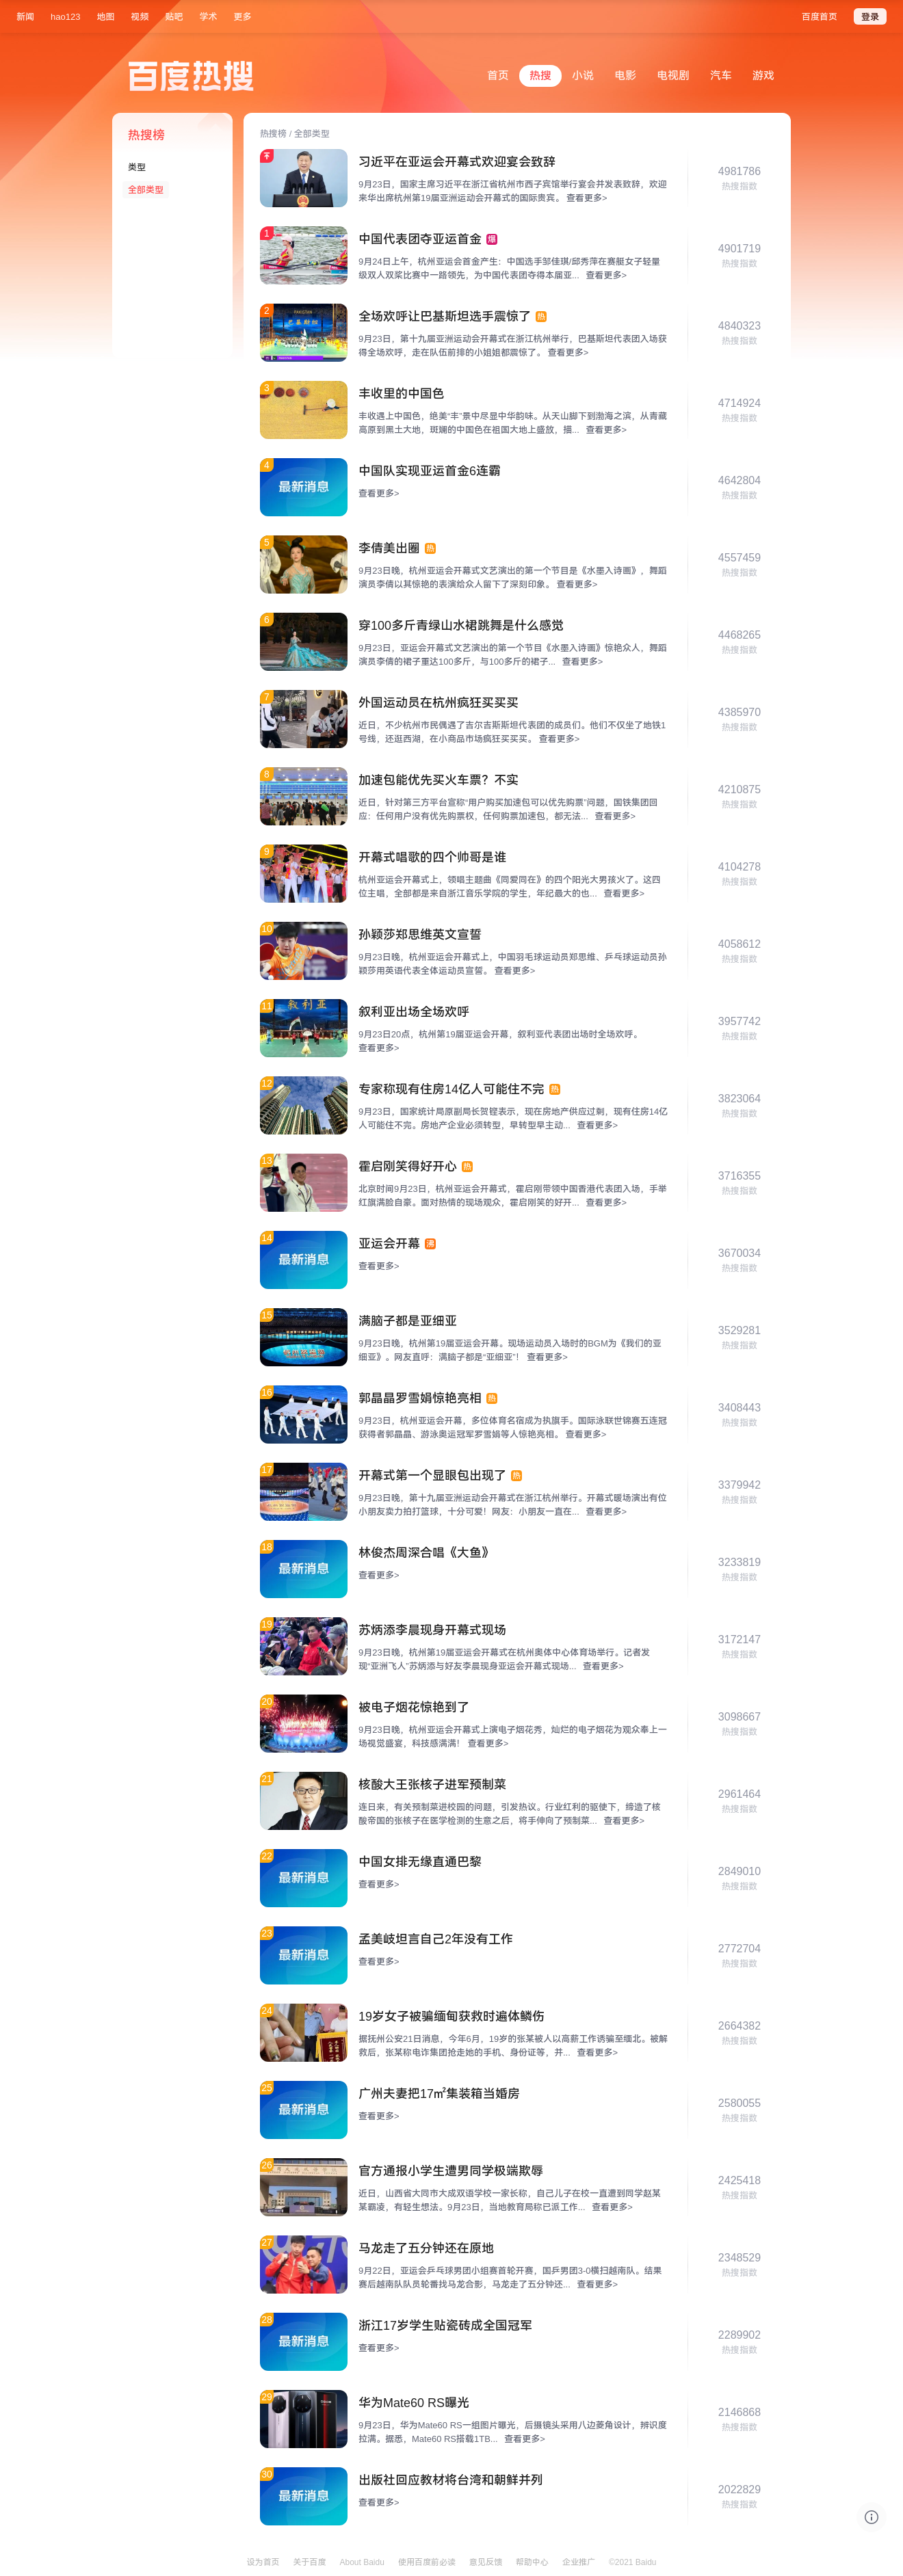 新闻 hao123 地图 视频 贴吧 学术 更多 百度首页 登录
百度热搜 首页 热搜 小说 电影 电视剧 汽车 游戏
热搜榜
类型
全部类型
热搜榜 / 全部类型
习近平在亚运会开幕式欢迎宴会致辞
9月23日，国家主席习近平在浙江省杭州市西子宾馆举行宴会并发表致辞，欢迎
来华出席杭州第19届亚洲运动会开幕式的国际贵宾。 查看更多>
4981786
热搜指数
1
中国代表团夺亚运首金 爆
9月24日上午，杭州亚运会首金产生：中国选手邹佳琪/邱秀萍在赛艇女子轻量
级双人双桨比赛中一路领先，为中国代表团夺得本届亚... 查看更多>
4901719
热搜指数
2
全场欢呼让巴基斯坦选手震惊了 热
9月23日，第十九届亚洲运动会开幕式在浙江杭州举行，巴基斯坦代表团入场获
得全场欢呼，走在队伍前排的小姐姐都震惊了。 查看更多>
4840323
热搜指数
3
丰收里的中国色
丰收遇上中国色，绝美“丰”景中尽显中华韵味。从天山脚下到渤海之滨，从青藏
高原到黑土大地，斑斓的中国色在祖国大地上盛放，描... 查看更多>
4714924
热搜指数
4
最新消息
中国队实现亚运首金6连霸
查看更多>
4642804
热搜指数
5
李倩美出圈 热
9月23日晚，杭州亚运会开幕式文艺演出的第一个节目是《水墨入诗画》，舞蹈
演员李倩以其惊艳的表演给众人留下了深刻印象。 查看更多>
4557459
热搜指数
6
穿100多斤青绿山水裙跳舞是什么感觉
9月23日，亚运会开幕式文艺演出的第一个节目《水墨入诗画》惊艳众人，舞蹈
演员李倩的裙子重达100多斤，与100多斤的裙子... 查看更多>
4468265
热搜指数
7
外国运动员在杭州疯狂买买买
近日，不少杭州市民偶遇了吉尔吉斯斯坦代表团的成员们。他们不仅坐了地铁1
号线，还逛西湖，在小商品市场疯狂买买买。 查看更多>
4385970
热搜指数
8
加速包能优先买火车票？不实
近日，针对第三方平台宣称“用户购买加速包可以优先购票”问题，国铁集团回
应：任何用户没有优先购票权，任何购票加速包，都无法... 查看更多>
4210875
热搜指数
9
开幕式唱歌的四个帅哥是谁
杭州亚运会开幕式上，领唱主题曲《同爱同在》的四个阳光大男孩火了。这四
位主唱，全部都是来自浙江音乐学院的学生，年纪最大的也... 查看更多>
4104278
热搜指数
10
孙颖莎郑思维英文宣誓
9月23日晚，杭州亚运会开幕式上，中国羽毛球运动员郑思维、乒乓球运动员孙
颖莎用英语代表全体运动员宣誓。 查看更多>
4058612
热搜指数
11
叙利亚出场全场欢呼
9月23日20点，杭州第19届亚运会开幕，叙利亚代表团出场时全场欢呼。
查看更多>
3957742
热搜指数
12
专家称现有住房14亿人可能住不完 热
9月23日，国家统计局原副局长贺铿表示，现在房地产供应过剩，现有住房14亿
人可能住不完。房地产企业必须转型，早转型早主动... 查看更多>
3823064
热搜指数
13
霍启刚笑得好开心 热
北京时间9月23日，杭州亚运会开幕式，霍启刚带领中国香港代表团入场，手举
红旗满脸自豪。面对热情的现场观众，霍启刚笑的好开... 查看更多>
3716355
热搜指数
14
最新消息
亚运会开幕 沸
查看更多>
3670034
热搜指数
15
满脑子都是亚细亚
9月23日晚，杭州第19届亚运会开幕。现场运动员入场时的BGM为《我们的亚
细亚》。网友直呼：满脑子都是“亚细亚”！ 查看更多>
3529281
热搜指数
16
郭晶晶罗雪娟惊艳亮相 热
9月23日，杭州亚运会开幕，多位体育名宿成为执旗手。国际泳联世锦赛五连冠
获得者郭晶晶、游泳奥运冠军罗雪娟等人惊艳亮相。 查看更多>
3408443
热搜指数
17
开幕式第一个显眼包出现了 热
9月23日晚，第十九届亚洲运动会开幕式在浙江杭州举行。开幕式暖场演出有位
小朋友卖力拍打篮球，十分可爱！网友：小朋友一直在... 查看更多>
3379942
热搜指数
18
最新消息
林俊杰周深合唱《大鱼》
查看更多>
3233819
热搜指数
19
苏炳添李晨现身开幕式现场
9月23日晚，杭州第19届亚运会开幕式在杭州奥体中心体育场举行。记者发
现“亚洲飞人”苏炳添与好友李晨现身亚运会开幕式现场... 查看更多>
3172147
热搜指数
20
被电子烟花惊艳到了
9月23日晚，杭州亚运会开幕式上演电子烟花秀，灿烂的电子烟花为观众奉上一
场视觉盛宴，科技感满满！ 查看更多>
3098667
热搜指数
21
核酸大王张核子进军预制菜
连日来，有关预制菜进校园的问题，引发热议。行业红利的驱使下，缔造了核
酸帝国的张核子在医学检测的生意之后，将手伸向了预制菜... 查看更多>
2961464
热搜指数
22
最新消息
中国女排无缘直通巴黎
查看更多>
2849010
热搜指数
23
最新消息
孟美岐坦言自己2年没有工作
查看更多>
2772704
热搜指数
24
19岁女子被骗缅甸获救时遍体鳞伤
据抚州公安21日消息，今年6月，19岁的张某被人以高薪工作诱骗至缅北。被解
救后，张某称电诈集团抢走她的手机、身份证等，并... 查看更多>
2664382
热搜指数
25
最新消息
广州夫妻把17㎡集装箱当婚房
查看更多>
2580055
热搜指数
26
官方通报小学生遭男同学极端欺辱
近日，山西省大同市大成双语学校一家长称，自己儿子在校一直遭到同学赵某
某霸凌，有轻生想法。9月23日，当地教育局称已派工作... 查看更多>
2425418
热搜指数
27
马龙走了五分钟还在原地
9月22日，亚运会乒乓球男团小组赛首轮开赛，国乒男团3-0横扫越南队。结果
赛后越南队队员轮番找马龙合影，马龙走了五分钟还... 查看更多>
2348529
热搜指数
28
最新消息
浙江17岁学生贴瓷砖成全国冠军
查看更多>
2289902
热搜指数
29
华为Mate60 RS曝光
9月23日，华为Mate60 RS一组图片曝光，后摄镜头采用八边菱角设计，辨识度
拉满。据悉，Mate60 RS搭载1TB... 查看更多>
2146868
热搜指数
30
最新消息
出版社回应教材将台湾和朝鲜并列
查看更多>
2022829
热搜指数
设为首页 关于百度 About Baidu 使用百度前必读 意见反馈 帮助中心 企业推广 ©2021 Baidu